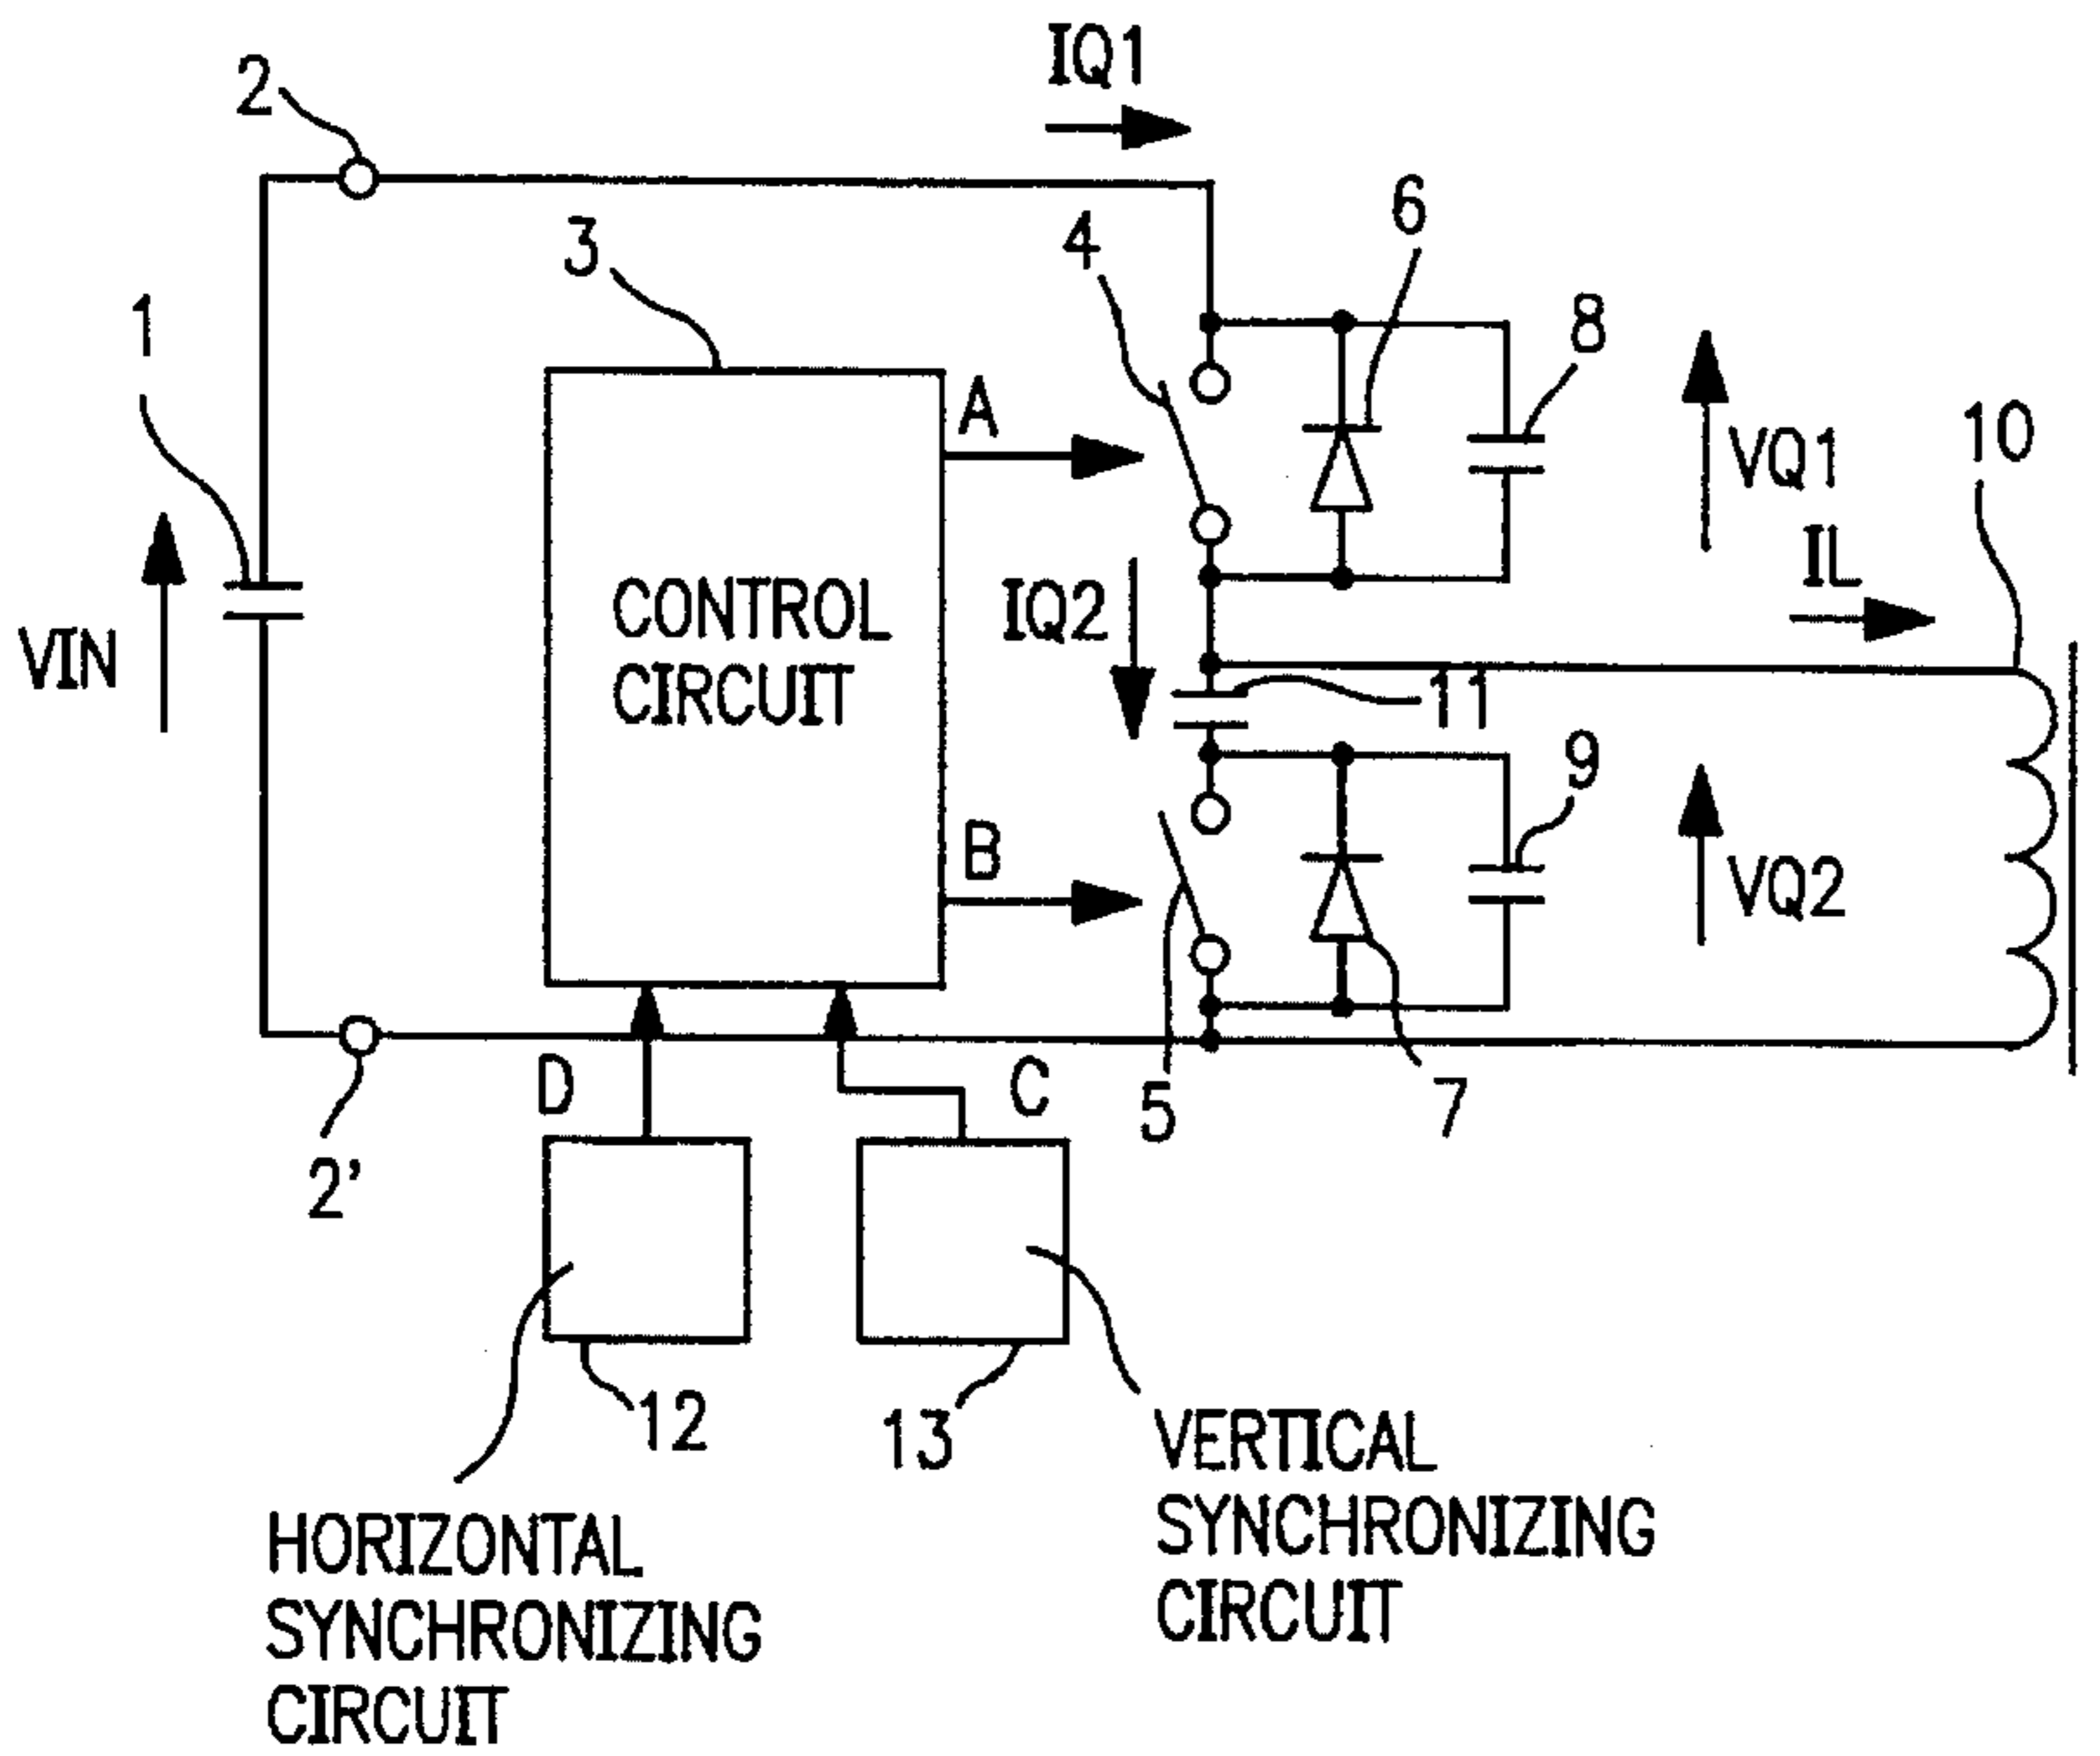 IQ1
2
3
4
6
8
1
A
VQ1
10
IL
VIN
CONTROL
CIRCUIT
IQ2
11
9
B
VQ2
D
C
5
7
2'
12
13
VERTICAL
SYNCHRONIZING
CIRCUIT
HORIZONTAL
SYNCHRONIZING
CIRCUIT